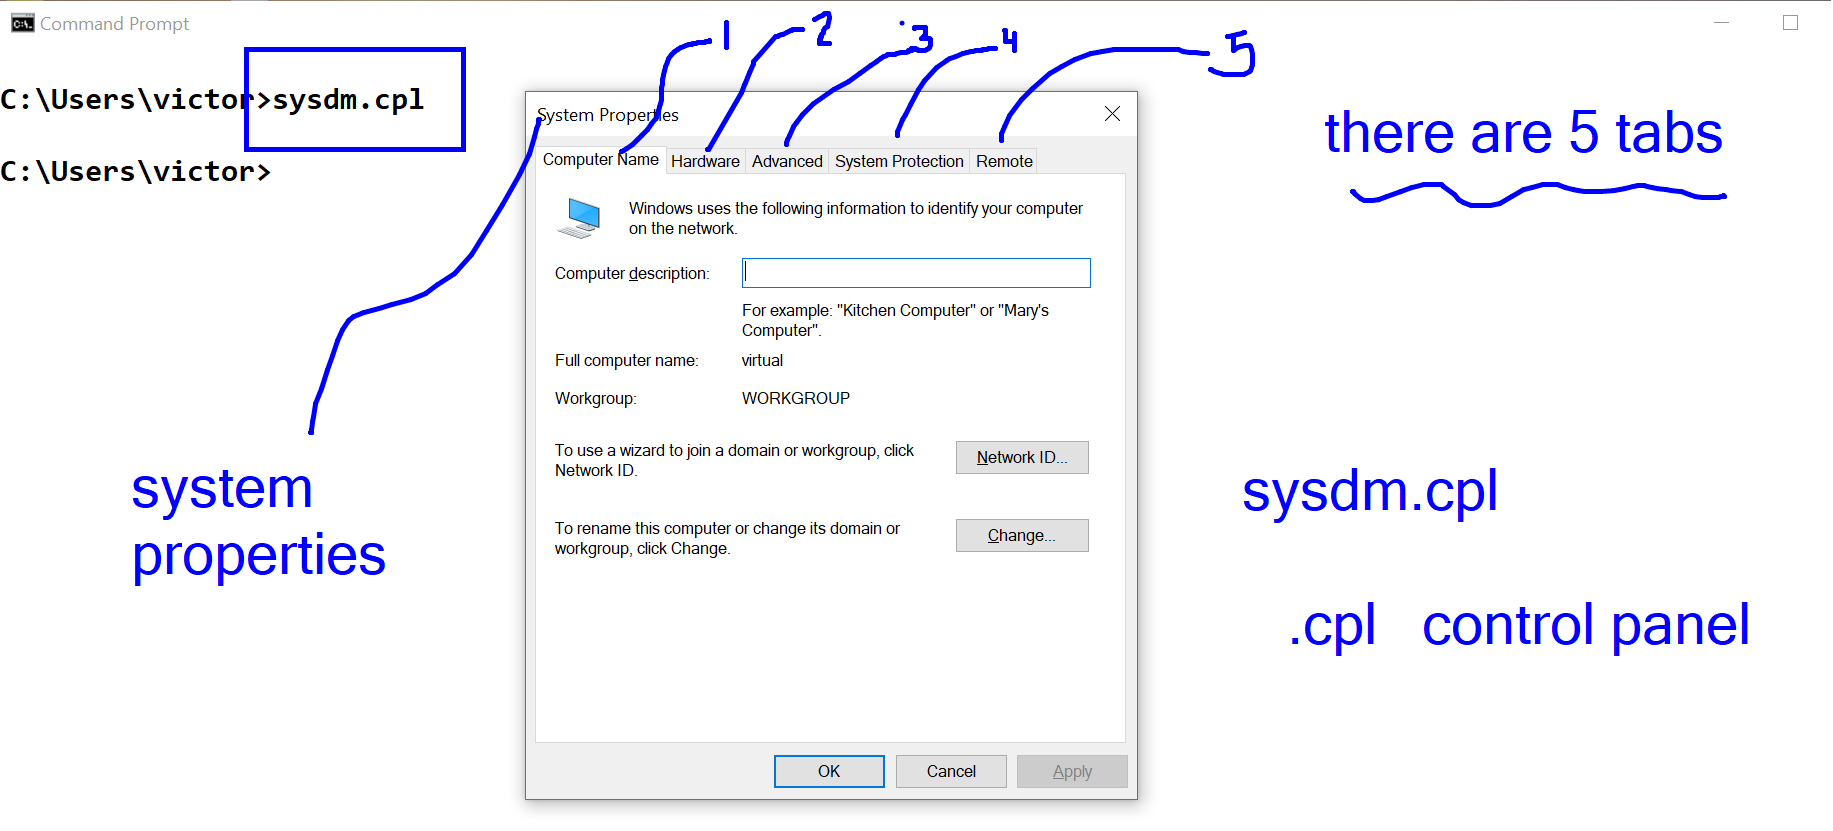 Command Prompt
1 2 3 4 5
C:\Users\victor>sysdm.cpl
C:\Users\victor>
there are 5 tabs
System Properties
Computer Name Hardware Advanced System Protection Remote
Windows uses the following information to identify your computer
on the network.
Computer description:
For example: "Kitchen Computer" or "Mary's
Computer".
Full computer name: virtual
Workgroup: WORKGROUP
To use a wizard to join a domain or workgroup, click
Network ID.
Network ID...
To rename this computer or change its domain or
workgroup, click Change.
Change...
OK Cancel Apply
system
properties
sysdm.cpl
.cpl control panel